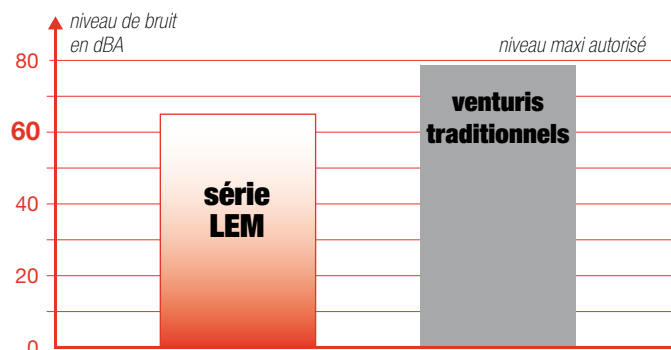 niveau de bruit
en dBA
niveau maxi autorisé
80
venturis
traditionnels
60
série
LEM
40
20
0